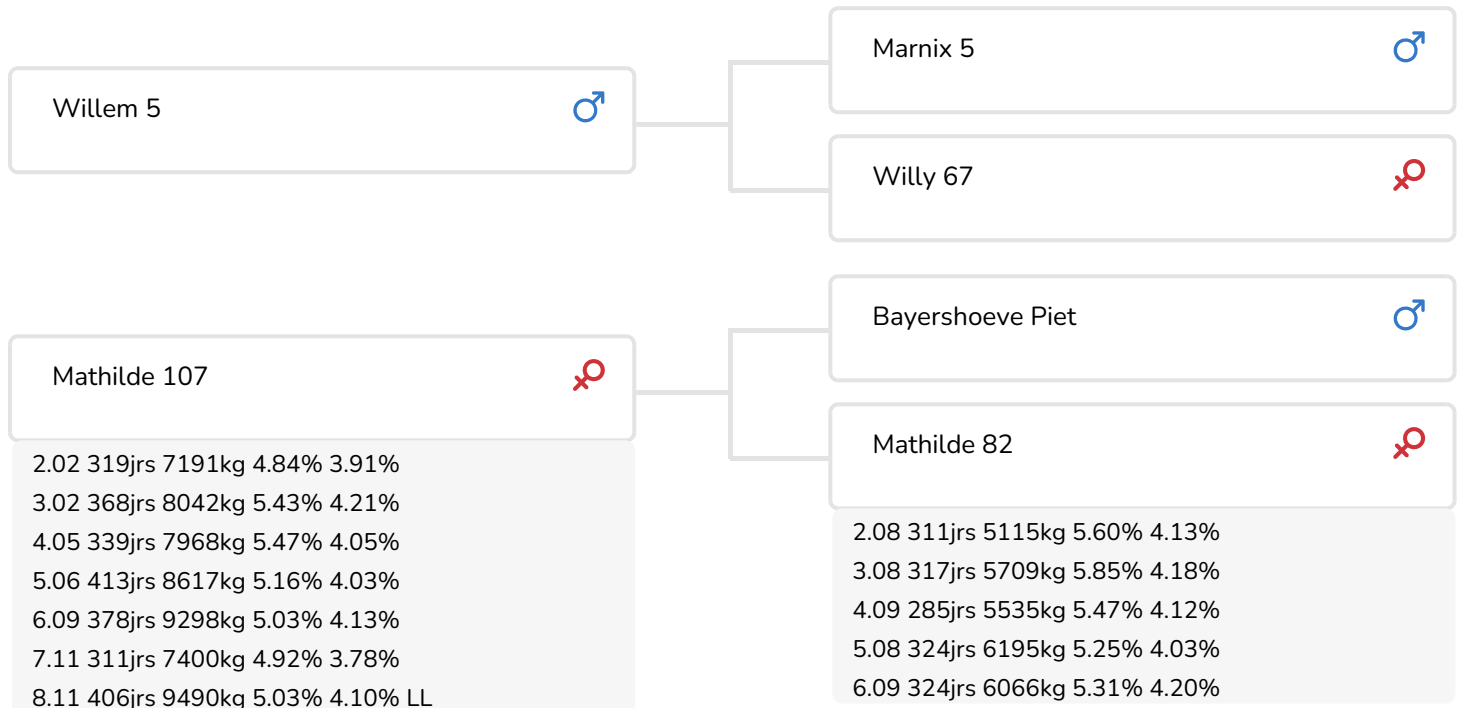 Willem 5
Marnix 5
Willy 67
Mathilde 107
2.02 319jrs 7191kg 4.84% 3.91%
3.02 368jrs 8042kg 5.43% 4.21%
4.05 339jrs 7968kg 5.47% 4.05%
5.06 413jrs 8617kg 5.16% 4.03%
6.09 378jrs 9298kg 5.03% 4.13%
7.11 311jrs 7400kg 4.92% 3.78%
8.11 406jrs 9490kg 5.03% 4.10% LL
Bayershoeve Piet
Mathilde 82
2.08 311jrs 5115kg 5.60% 4.13%
3.08 317jrs 5709kg 5.85% 4.18%
4.09 285jrs 5535kg 5.47% 4.12%
5.08 324jrs 6195kg 5.25% 4.03%
6.09 324jrs 6066kg 5.31% 4.20%